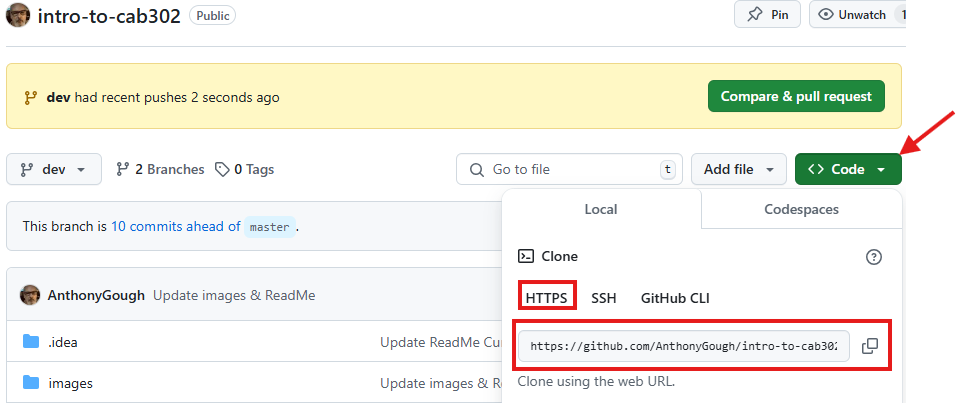 intro-to-cab302 Public Pin Unwatch 1
dev had recent pushes 2 seconds ago Compare & pull request
dev 2 Branches 0 Tags Go to file t Add file Code
Local Codespaces
This branch is 10 commits ahead of master.
Clone
AnthonyGough Update images & ReadMe
HTTPS SSH GitHub CLI
.idea Update ReadMe Cu
https://github.com/AnthonyGough/intro-to-cab302
images Update images & R
Clone using the web URL.